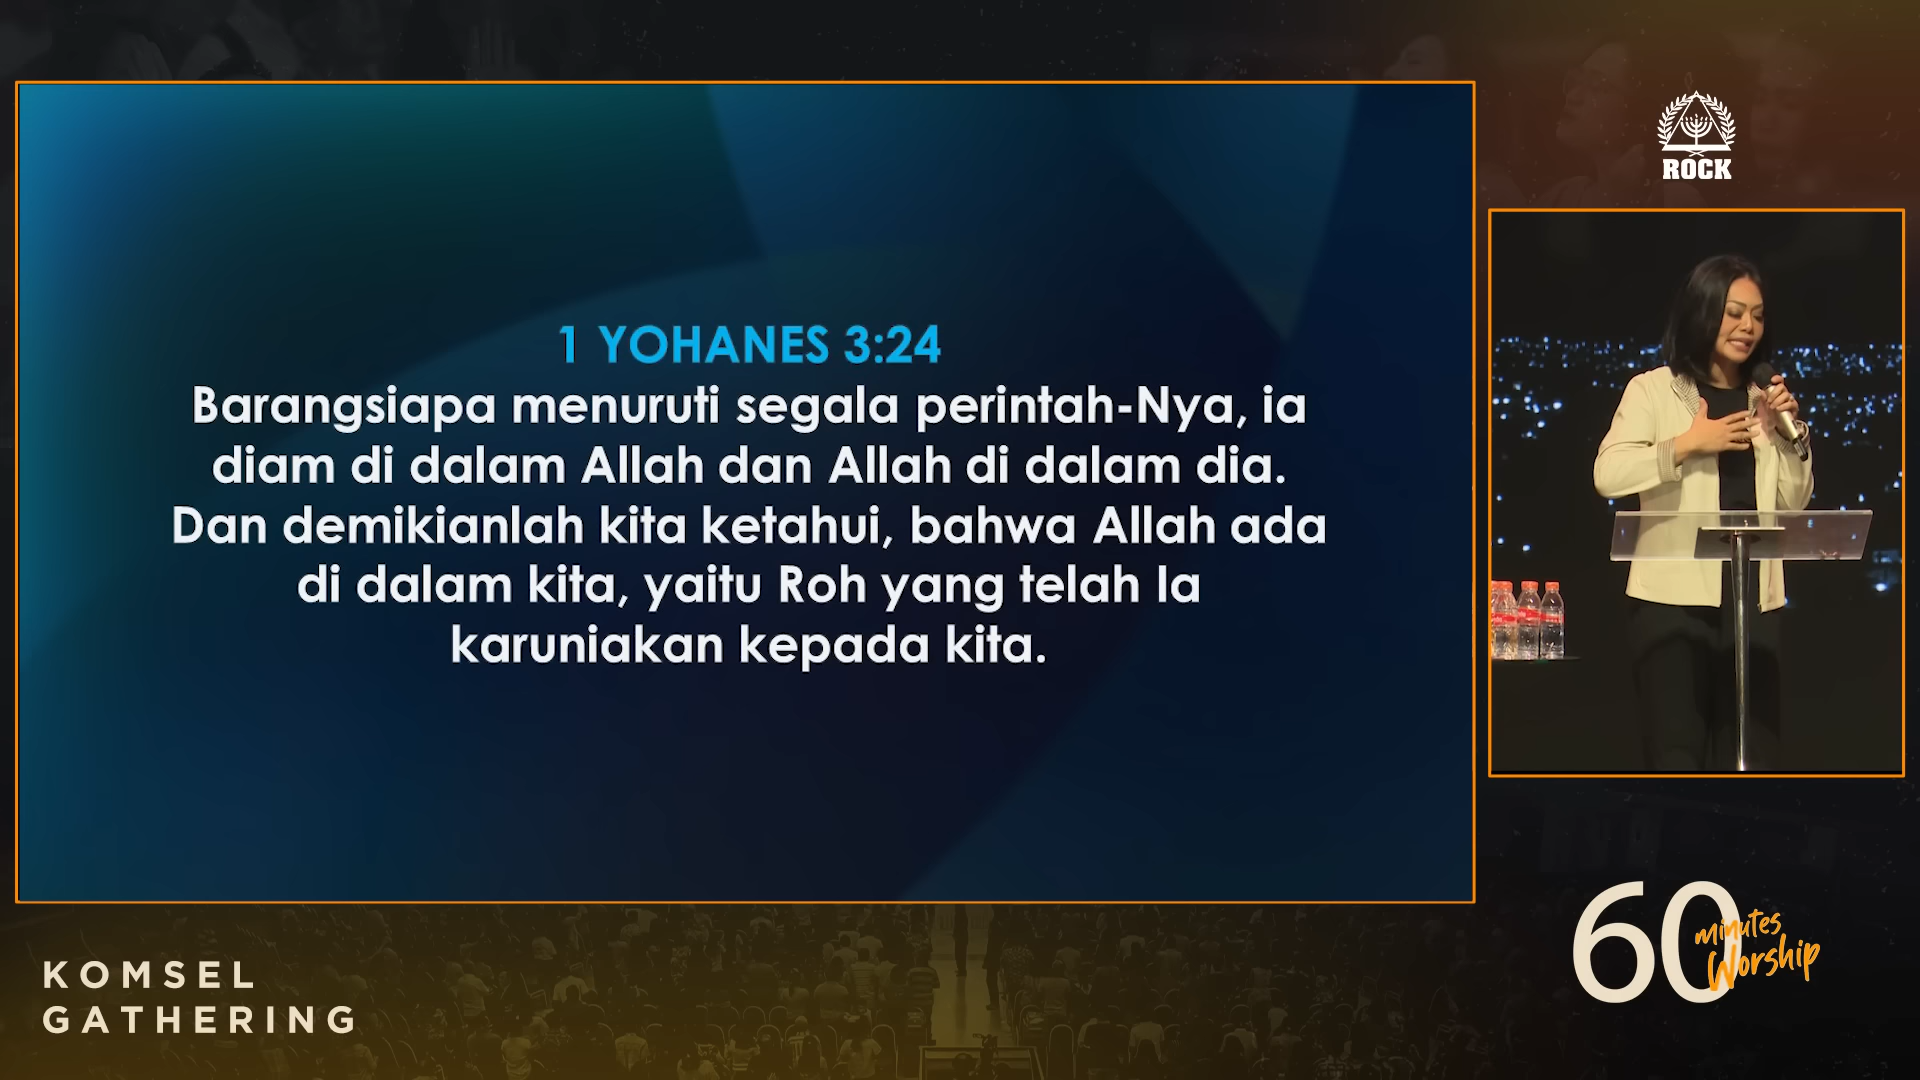 1 YOHANES 3:24
Barangsiapa menuruti segala perintah-Nya, ia
diam di dalam Allah dan Allah di dalam dia.
Dan demikianlah kita ketahui, bahwa Allah ada
di dalam kita, yaitu Roh yang telah Ia
karuniakan kepada kita.
ROCK
KOMSEL
GATHERING
60 minutes
Worship